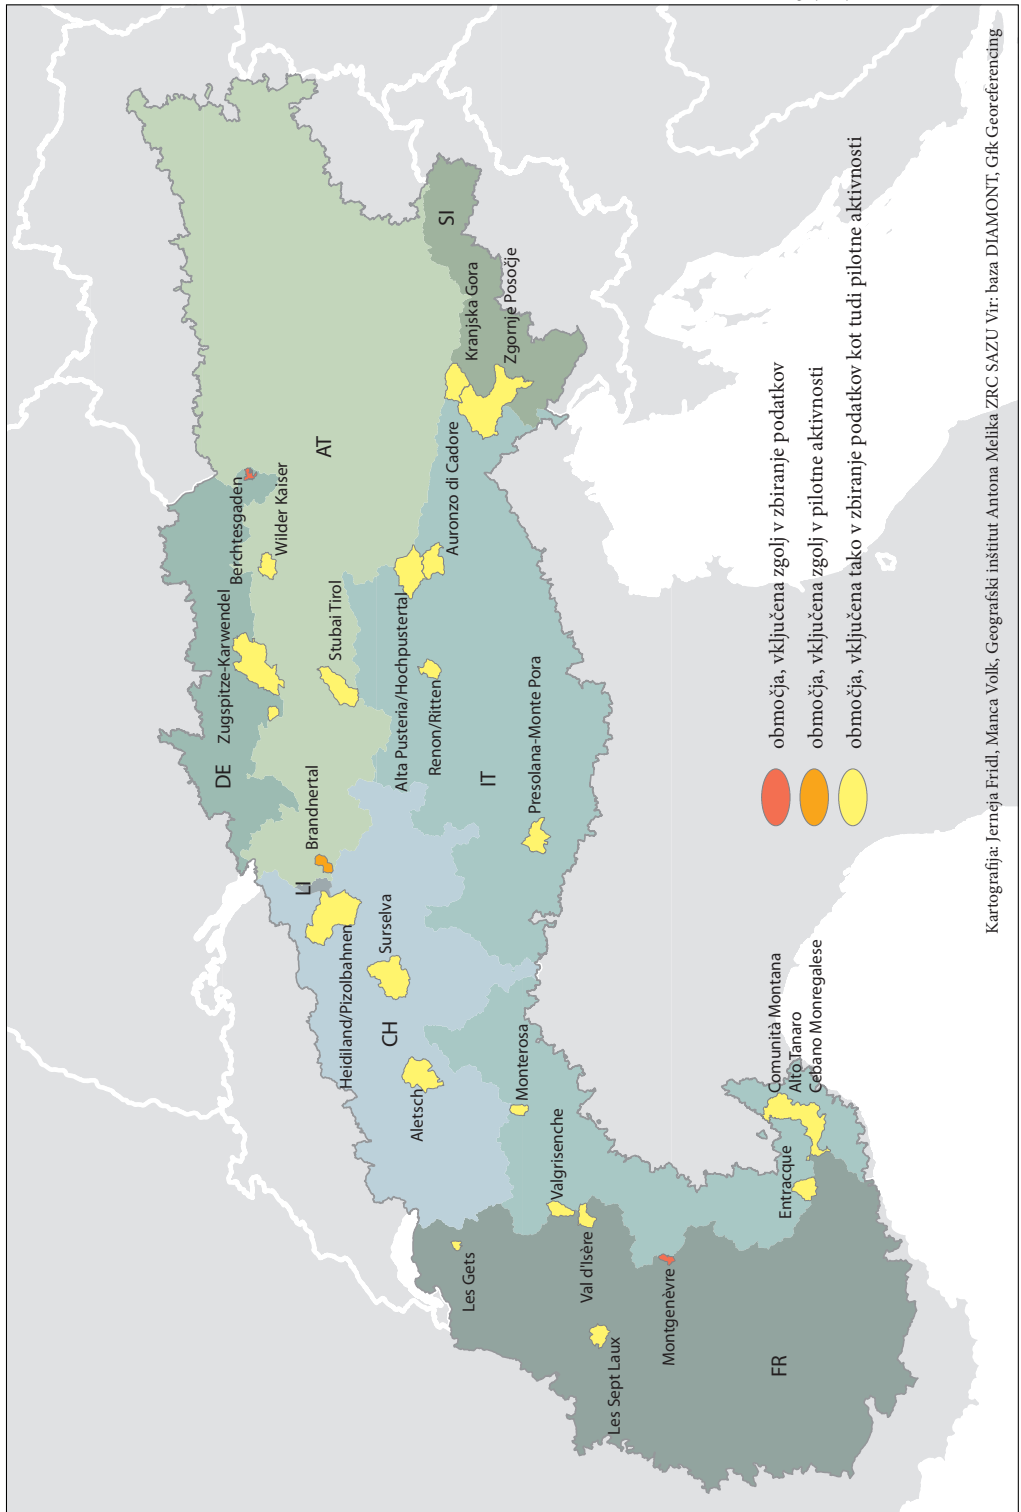 DE
Zugspitze-Karwendel
Berchtesgaden
Wilder Kaiser
AT
Stubai Tirol
Brandnertal
LI
Heidiland/Pizolbahnen
Surselva
CH
Aletsch
SI
Kranjska Gora
Zgornje Posočje
Auronzo di Cadore
Alta Pusteria/Hochpustertal
Renon/Ritten
IT
Presolana-Monte Pora
Monterosa
Valgrisenche
Les Gets
Val d'Isère
Les Sept Laux
Montgenèvre
FR
Entracque
Comunità Montana
Alto Tanaro
Cebano Monregalese
območja, vključena zgolj v zbiranje podatkov
območja, vključena zgolj v pilotne aktivnosti
območja, vključena tako v zbiranje podatkov kot tudi pilotne aktivnosti
Kartografija: Jerneja Fridl, Manca Volk, Geografski inštitut Antona Melika ZRC SAZU Vir: baza DIAMONT, Gfk Georeferencing